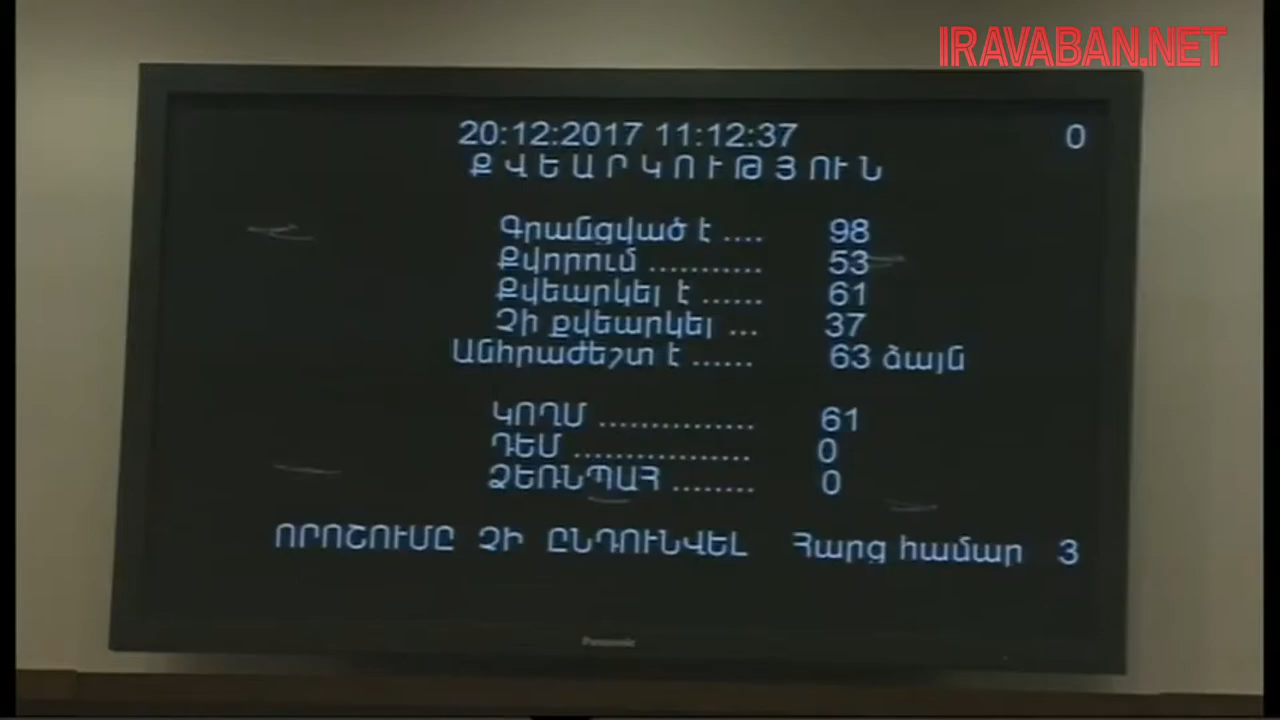 IRAVABAN.NET
20:12:2017 11:12:37 0
ՔՎԵԱՐԿՈՒԹՅՈՒՆ
Գրանցված է .... 98
Քվորում ........... 53
Քվեարկել է ...... 61
Չի քվեարկել ... 37
Անհրաժեշտ է ...... 63 ձայն
ԿՈՂՄ ............... 61
ԴԵՄ ................. 0
ՁԵՌՆՊԱՀ ........ 0
ՈՐՈՇՈՒՄԸ ՉԻ ԸՆԴՈՒՆՎԵԼ Հարց համար 3
Panasonic